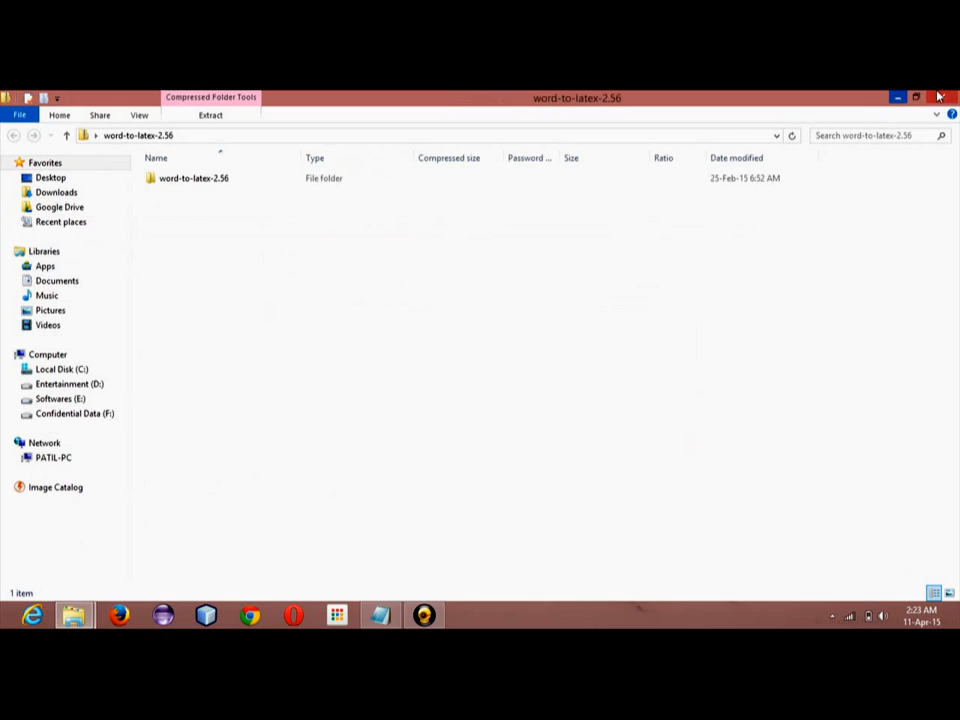 Compressed Folder Tools
word-to-latex-2.56
File Home Share View Extract
word-to-latex-2.56
Search word-to-latex-2.56
Name Type Compressed size Password ... Size Ratio Date modified
word-to-latex-2.56 File folder 25-Feb-15 6:52 AM
Favorites
Desktop
Downloads
Google Drive
Recent places
Libraries
Apps
Documents
Music
Pictures
Videos
Computer
Local Disk (C:)
Entertainment (D:)
Softwares (E:)
Confidential Data (F:)
Network
PATIL-PC
Image Catalog
1 item
2:23 AM
11-Apr-15